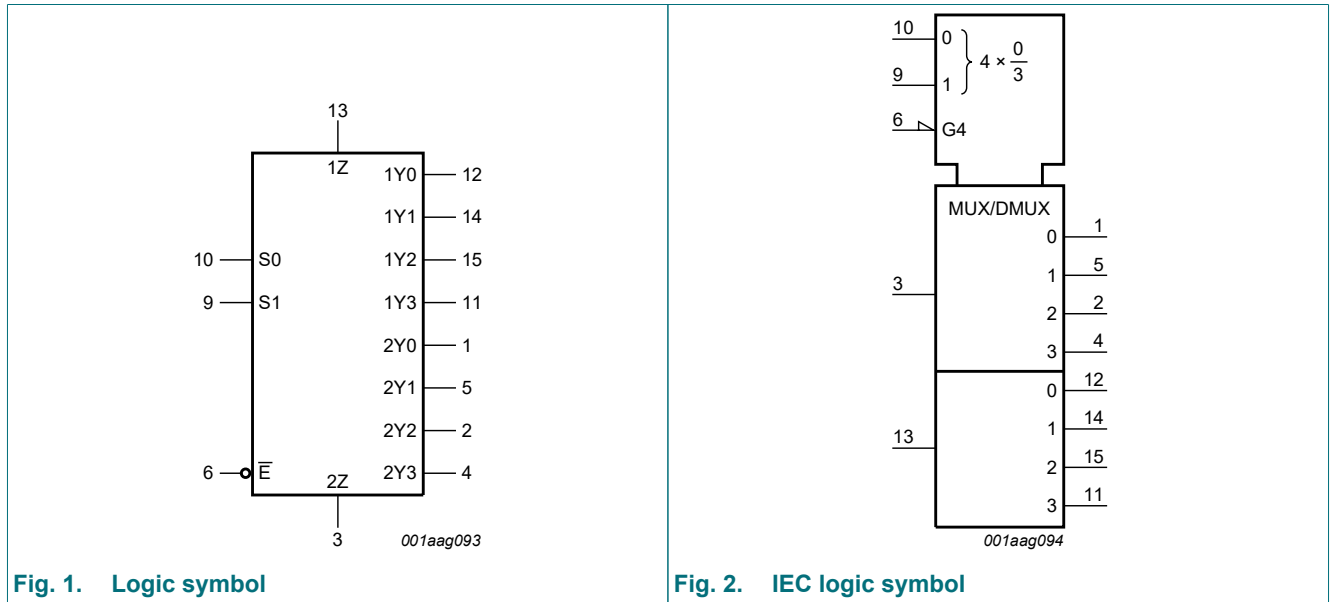 13
1Z
1Y0 12
1Y1 14
10 S0 1Y2 15
9 S1 1Y3 11
2Y0 1
2Y1 5
2Y2 2
6 E̅ 2Y3 4
2Z
3
001aag093
Fig. 1. Logic symbol
10 0
4 × 0/3
9 1
6 G4
MUX/DMUX
0 1
1 5
3
2 2
3 4
0 12
1 14
13
2 15
3 11
001aag094
Fig. 2. IEC logic symbol